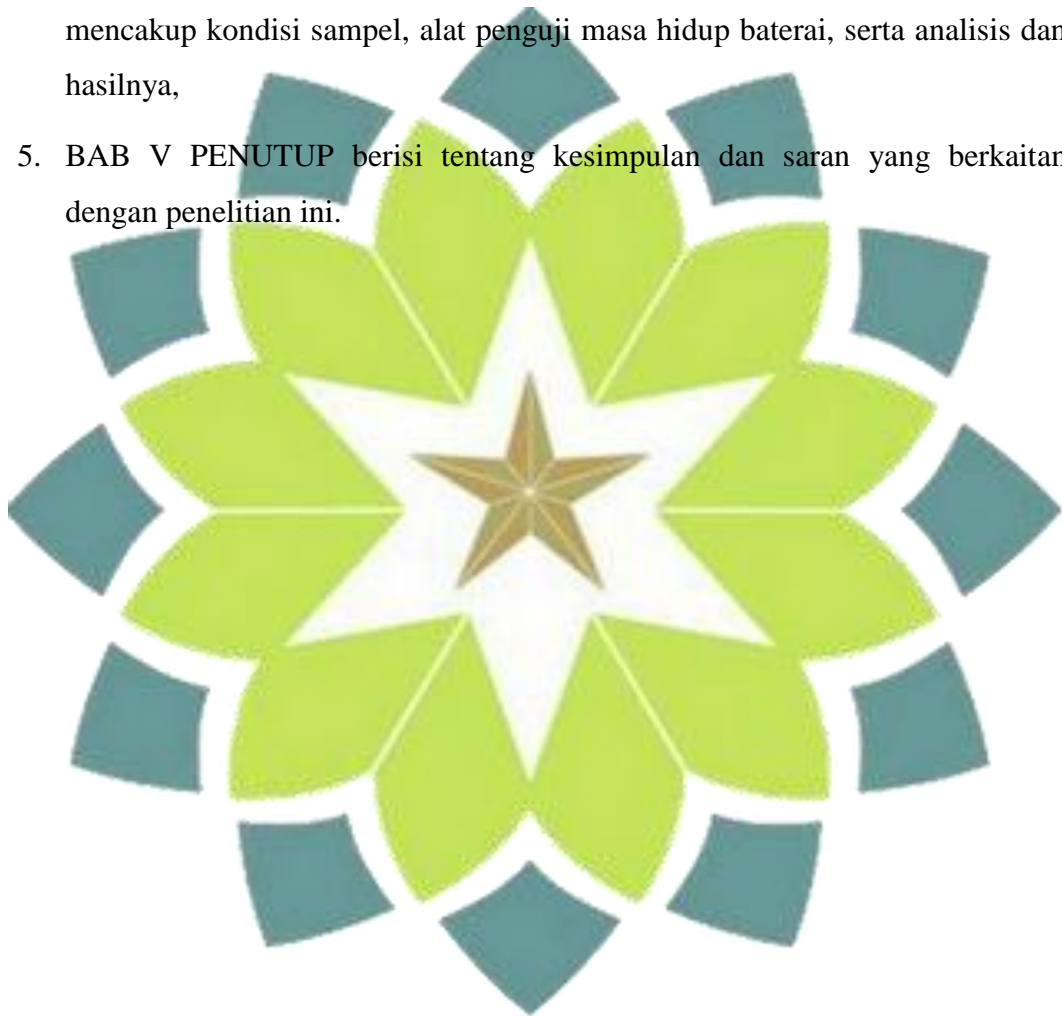 mencakup kondisi sampel, alat penguji masa hidup baterai, serta analisis dan
hasilnya,
5. BAB V PENUTUP berisi tentang kesimpulan dan saran yang berkaitan
dengan penelitian ini.